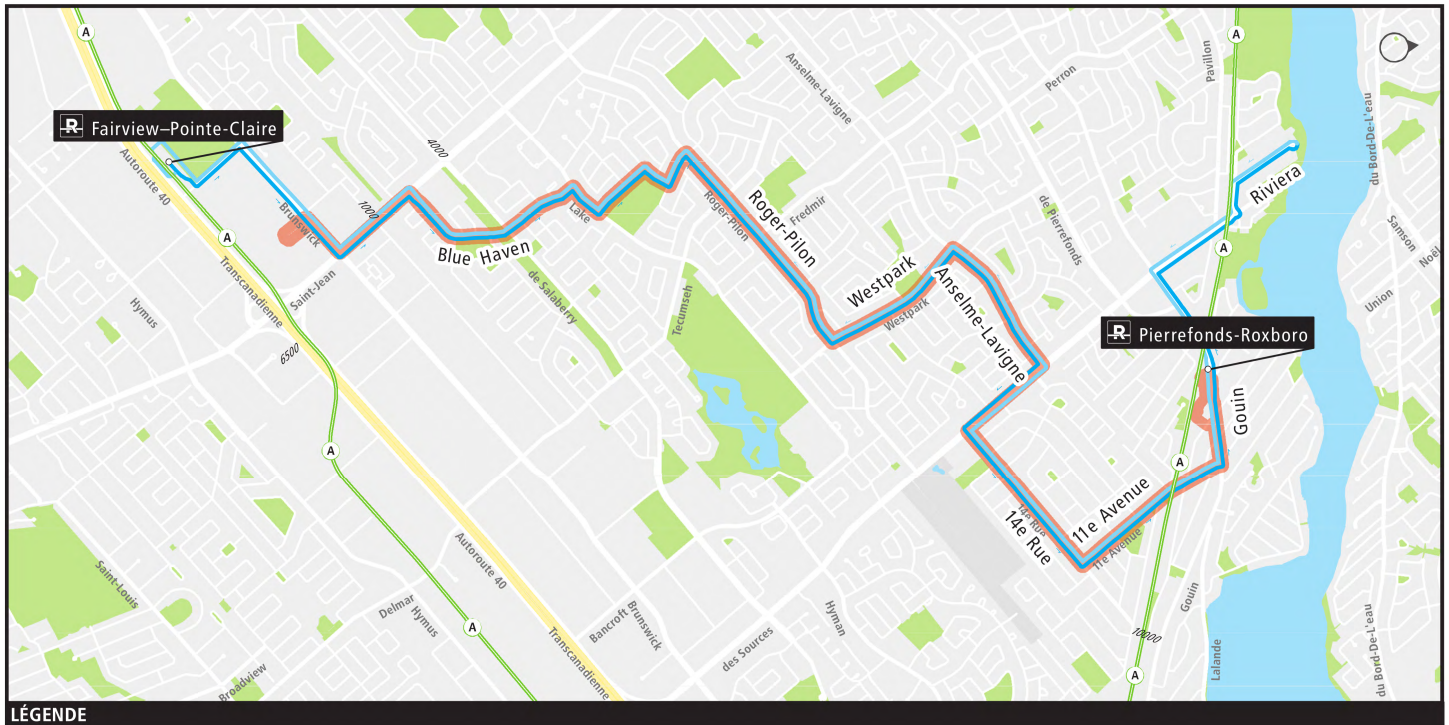 A
A
Pavillon
Anselme-Lavigne
Perron
du Bord-De-L'eau
Fairview–Pointe-Claire
4000
Autoroute 40
Riviera
1000
Brunswick
Lake
Roger-Pilon
Roger-Pilon
Fredmir
de Pierrefonds
Samson
Noël
A
Blue Haven
A
Transcanadienne
Saint-Jean
de Salaberry
Tecumseh
Westpark
Westpark
Anselme-Lavigne
Union
Hymus
6500
Pierrefonds-Roxboro
Gouin
A
A
14e Rue
14e Rue
11e Avenue
11e Avenue
Autoroute 40
Saint-Louis
Delmar
Hymus
A
Bancroft
Brunswick
Transcanadienne
des Sources
Hyman
Gouin
10000
Lalande
A
du Bord-De-L'eau
Broadview
LÉGENDE